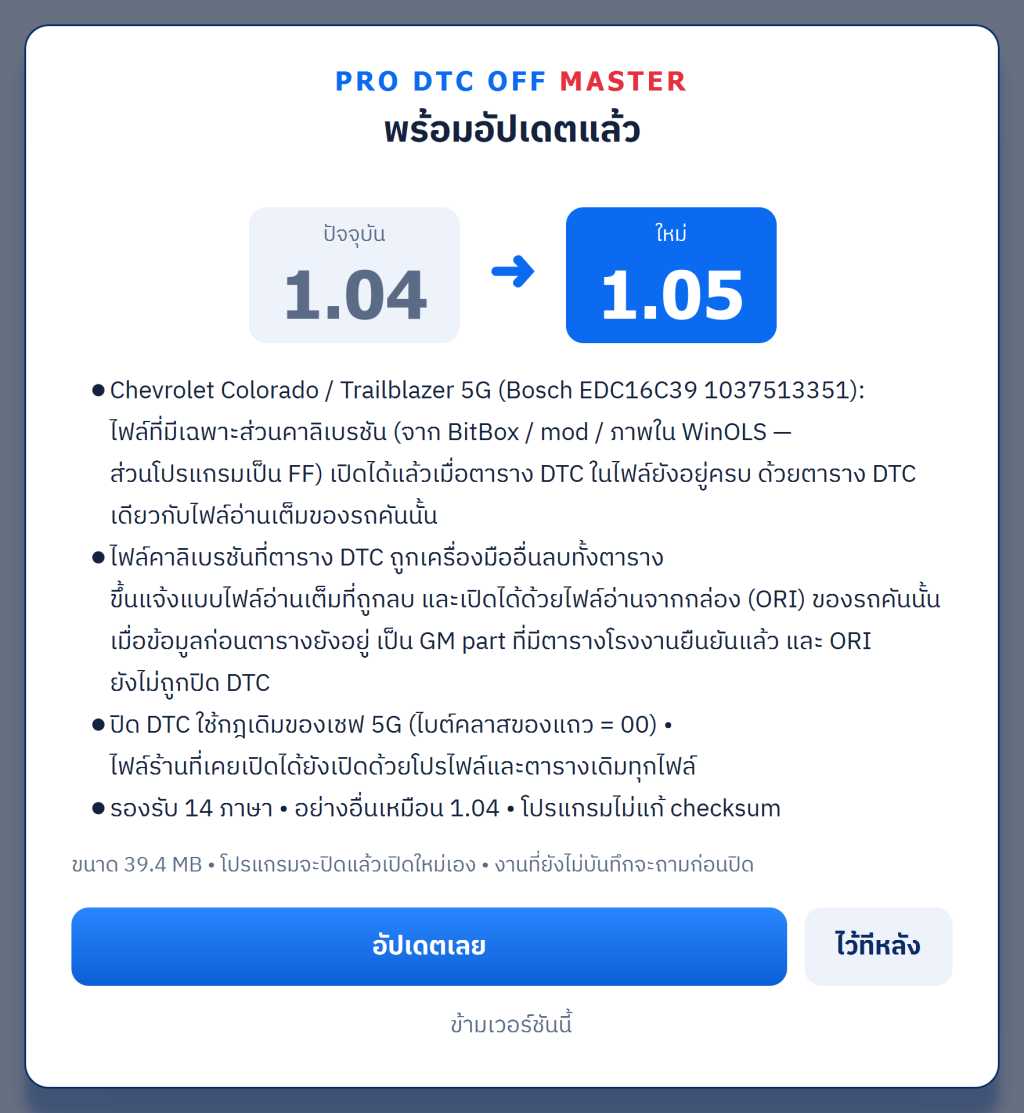 PRO DTC OFF MASTER
พร้อมอัปเดตแล้ว
ปัจจุบัน
1.04
➜
ใหม่
1.05
● Chevrolet Colorado / Trailblazer 5G (Bosch EDC16C39 1037513351):
ไฟล์ที่มีเฉพาะส่วนคาลิเบรชัน (จาก BitBox / mod / ภาพใน WinOLS —
ส่วนโปรแกรมเป็น FF) เปิดได้แล้วเมื่อตาราง DTC ในไฟล์ยังอยู่ครบ ด้วยตาราง DTC
เดียวกับไฟล์อ่านเต็มของรถคันนั้น
● ไฟล์คาลิเบรชันที่ตาราง DTC ถูกเครื่องมืออื่นลบทั้งตาราง
ขึ้นแจ้งแบบไฟล์อ่านเต็มที่ถูกลบ และเปิดได้ด้วยไฟล์อ่านจากกล่อง (ORI) ของรถคันนั้น
เมื่อข้อมูลก่อนตารางยังอยู่ เป็น GM part ที่มีตารางโรงงานยืนยันแล้ว และ ORI
ยังไม่ถูกปิด DTC
● ปิด DTC ใช้กฎเดิมของเชฟ 5G (ไบต์คลาสของแถว = 00) •
ไฟล์ร้านที่เคยเปิดได้ยังเปิดด้วยโปรไฟล์และตารางเดิมทุกไฟล์
● รองรับ 14 ภาษา • อย่างอื่นเหมือน 1.04 • โปรแกรมไม่แก้ checksum
ขนาด 39.4 MB • โปรแกรมจะปิดแล้วเปิดใหม่เอง • งานที่ยังไม่บันทึกจะถามก่อนปิด
อัปเดตเลย
ไว้ทีหลัง
ข้ามเวอร์ชันนี้